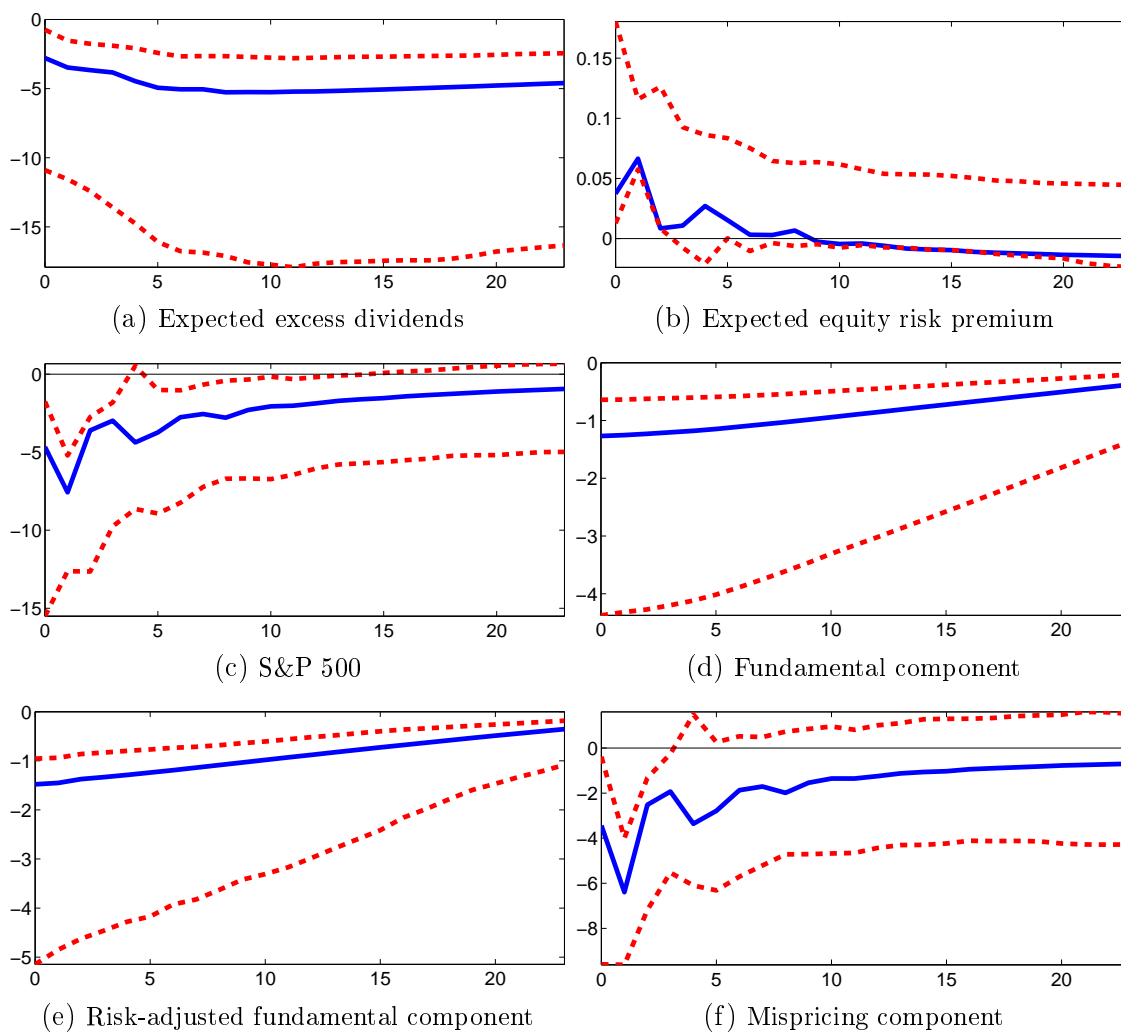 0
−5
−10
−15
0 5 10 15 20
(a) Expected excess dividends
0.15
0.1
0.05
0
0 5 10 15 20
(b) Expected equity risk premium
0
−5
−10
−15
0 5 10 15 20
(c) S&P 500
0
−1
−2
−3
−4
0 5 10 15 20
(d) Fundamental component
0
−1
−2
−3
−4
−5
0 5 10 15 20
(e) Risk-adjusted fundamental component
0
−2
−4
−6
−8
0 5 10 15 20
(f) Mispricing component